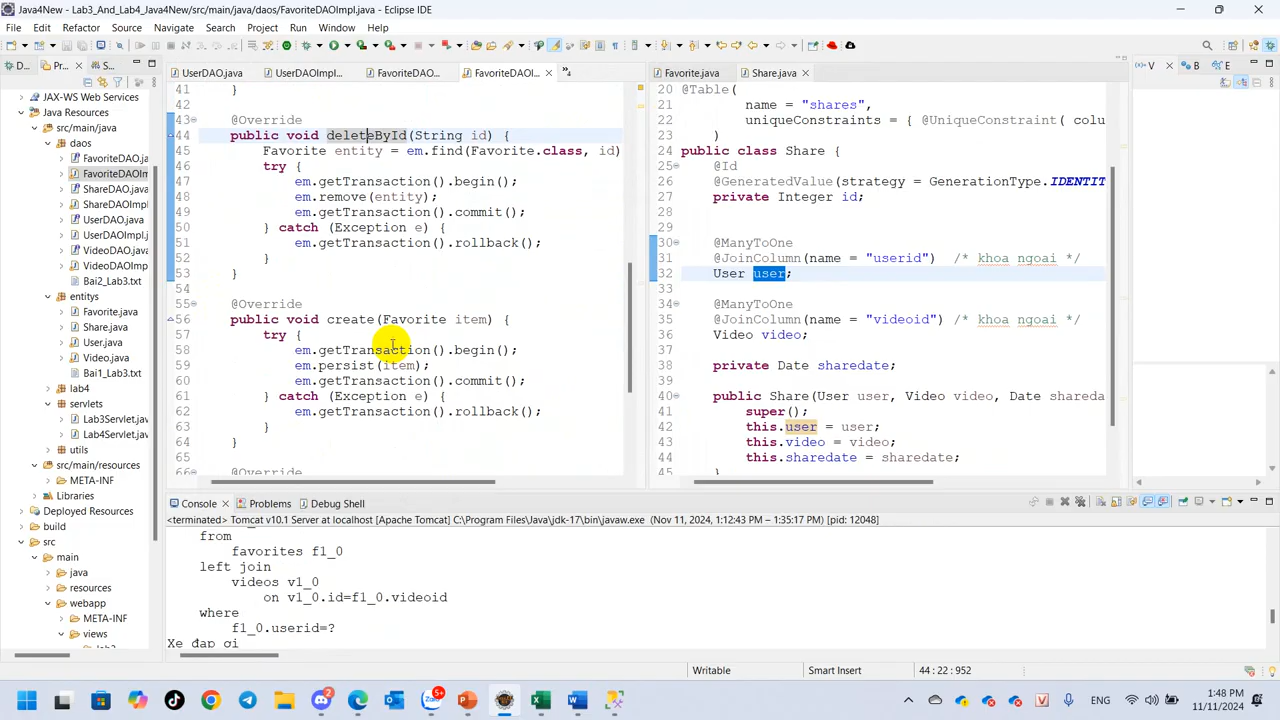 Java4New - Lab3_And_Lab4_Java4New/src/main/java/daos/FavoriteDAOImpl.java - Eclipse IDE
File Edit Refactor Source Navigate Search Project Run Window Help
D... Pr... S...
JAX-WS Web Services
Java Resources
src/main/java
daos
FavoriteDAO.ja
FavoriteDAOIm
ShareDAO.java
ShareDAOImpl
UserDAO.java
UserDAOImpl.
VideoDAO.java
VideoDAOImp
Bai2_Lab3.txt
entitys
Favorite.java
Share.java
User.java
Video.java
Bai1_Lab3.txt
lab4
servlets
Lab3Servlet.jav
Lab4Servlet.jav
utils
src/main/resources
META-INF
Libraries
Deployed Resources
build
src
main
java
resources
webapp
META-INF
views
UserDAO.java UserDAOImpl... FavoriteDAO... FavoriteDAOI... »4
41 }
42
43 @Override
44 public void deleteById(String id) {
45 Favorite entity = em.find(Favorite.class, id)
46 try {
47 em.getTransaction().begin();
48 em.remove(entity);
49 em.getTransaction().commit();
50 } catch (Exception e) {
51 em.getTransaction().rollback();
52 }
53 }
54
55 @Override
56 public void create(Favorite item) {
57 try {
58 em.getTransaction().begin();
59 em.persist(item);
60 em.getTransaction().commit();
61 } catch (Exception e) {
62 em.getTransaction().rollback();
63 }
64 }
65
66 @Override
Favorite.java Share.java
20 @Table(
21 name = "shares",
22 uniqueConstraints = { @UniqueConstraint( colu
23 )
24 public class Share {
25 @Id
26 @GeneratedValue(strategy = GenerationType.IDENTIT
27 private Integer id;
28
29
30 @ManyToOne
31 @JoinColumn(name = "userid") /* khoa ngoai */
32 User user;
33
34 @ManyToOne
35 @JoinColumn(name = "videoid") /* khoa ngoai */
36 Video video;
37
38 private Date sharedate;
39
40 public Share(User user, Video video, Date shareda
41 super();
42 this.user = user;
43 this.video = video;
44 this.sharedate = sharedate;
45 }
V B E
Console Problems Debug Shell
<terminated> Tomcat v10.1 Server at localhost [Apache Tomcat] C:\Program Files\Java\jdk-17\bin\javaw.exe (Nov 11, 2024, 1:12:43 PM – 1:35:17 PM) [pid: 12048]
from
favorites f1_0
left join
videos v1_0
on v1_0.id=f1_0.videoid
where
f1_0.userid=?
Xe đạp ơi
Writable Smart Insert 44 : 22 : 952
2 5+ ENG 1:48 PM
11/11/2024